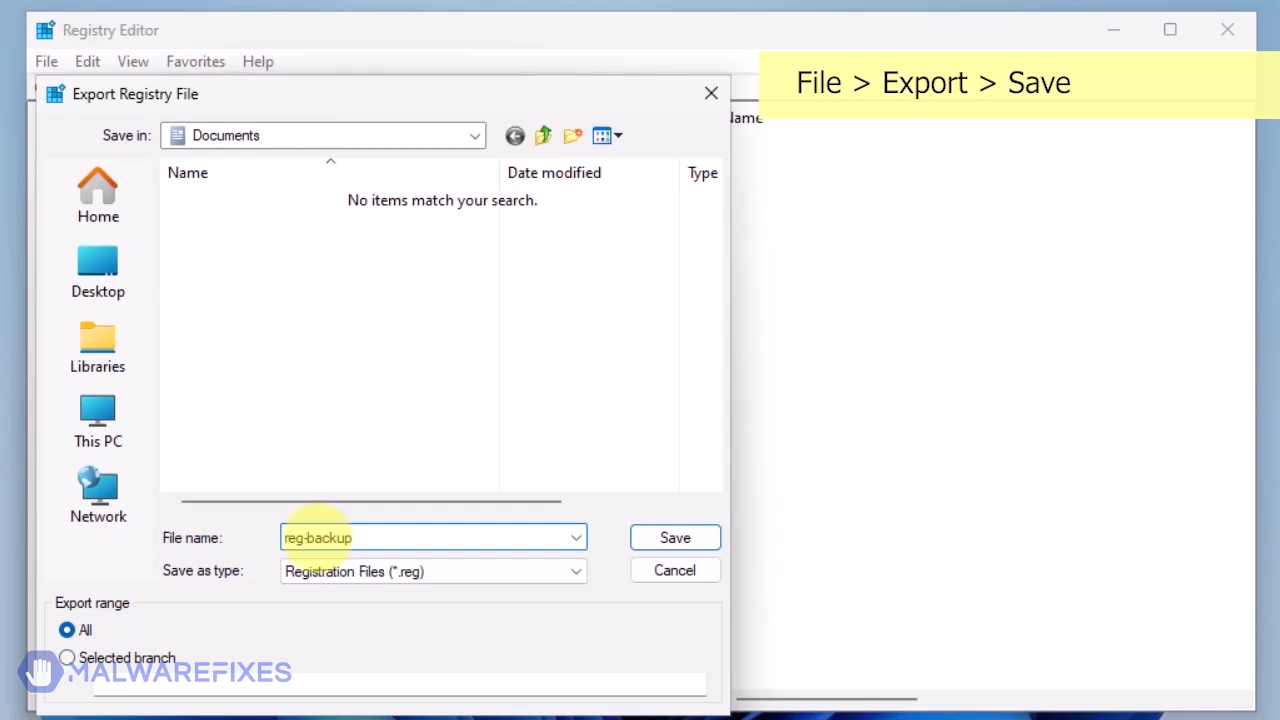 Registry Editor
File Edit View Favorites Help
File > Export > Save
Export Registry File
Save in: Documents
Name Date modified Type
No items match your search.
Home
Desktop
Libraries
This PC
Network
File name: reg-backup Save
Save as type: Registration Files (*.reg) Cancel
Export range
All
Selected branch
MALWAREFIXES
Name